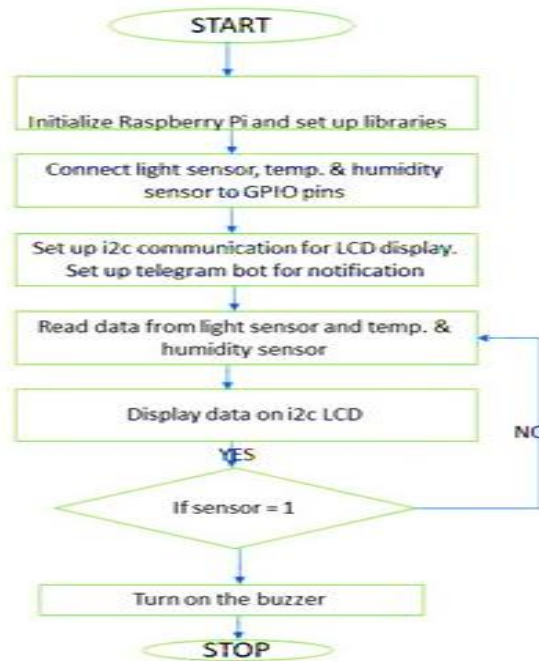 START
Initialize Raspberry Pi and set up libraries
Connect light sensor, temp. & humidity
sensor to GPIO pins
Set up i2c communication for LCD display.
Set up telegram bot for notification
Read data from light sensor and temp. &
humidity sensor
Display data on i2c LCD
NO
YES
If sensor = 1
Turn on the buzzer
STOP